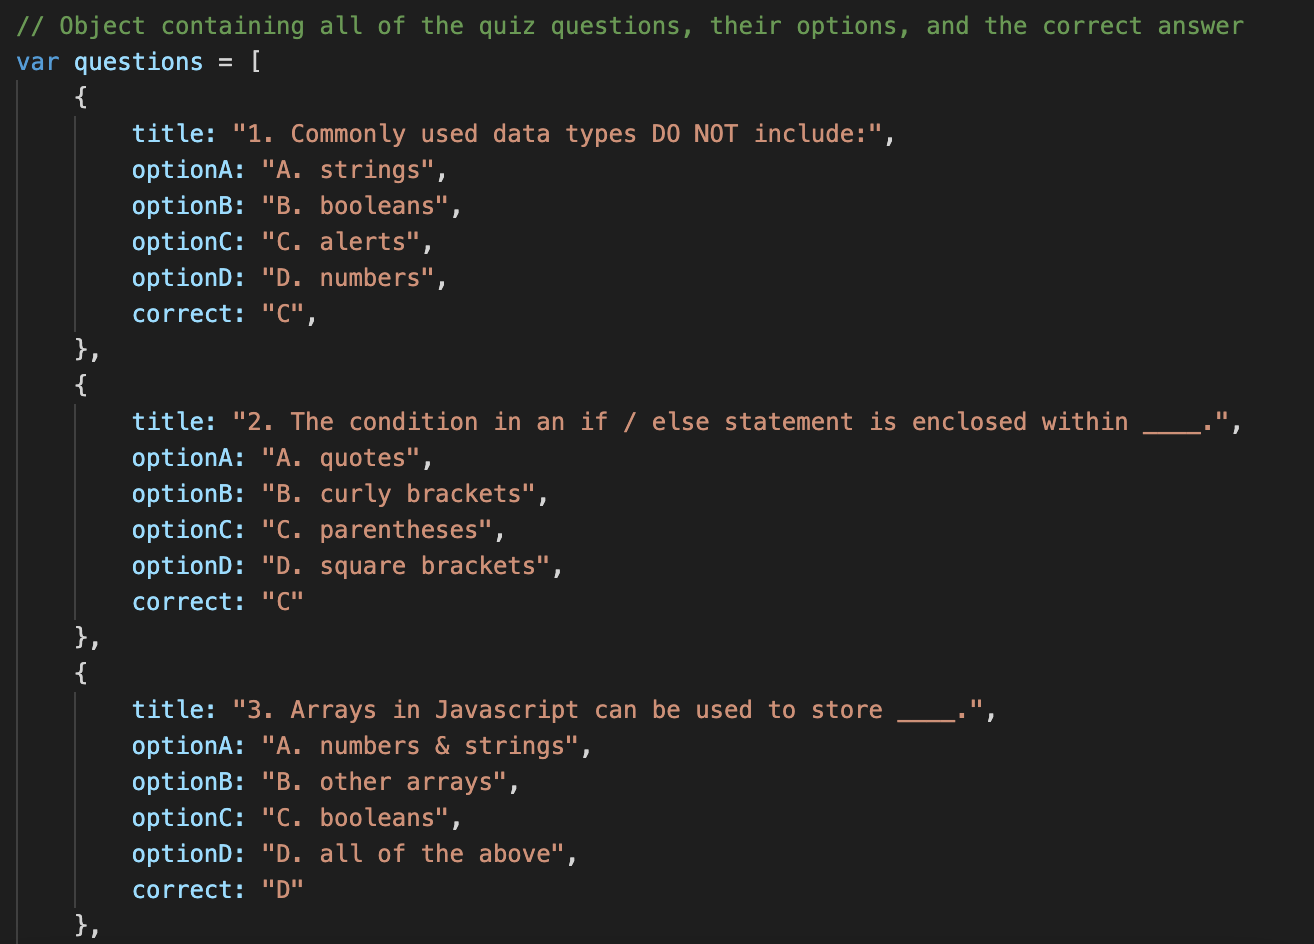 // Object containing all of the quiz questions, their options, and the correct answer
var questions = [
    {
        title: "1. Commonly used data types DO NOT include:",
        optionA: "A. strings",
        optionB: "B. booleans",
        optionC: "C. alerts",
        optionD: "D. numbers",
        correct: "C",
    },
    {
        title: "2. The condition in an if / else statement is enclosed within ____.",
        optionA: "A. quotes",
        optionB: "B. curly brackets",
        optionC: "C. parentheses",
        optionD: "D. square brackets",
        correct: "C"
    },
    {
        title: "3. Arrays in Javascript can be used to store ____.",
        optionA: "A. numbers & strings",
        optionB: "B. other arrays",
        optionC: "C. booleans",
        optionD: "D. all of the above",
        correct: "D"
    },